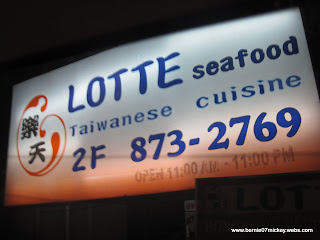 LOTTE seafood
樂天
Taiwanese cuisine
2F 873-2769
OPEN 11:00 AM ~11:00 PM
LOTT
www.bernie07mickey.webs.com